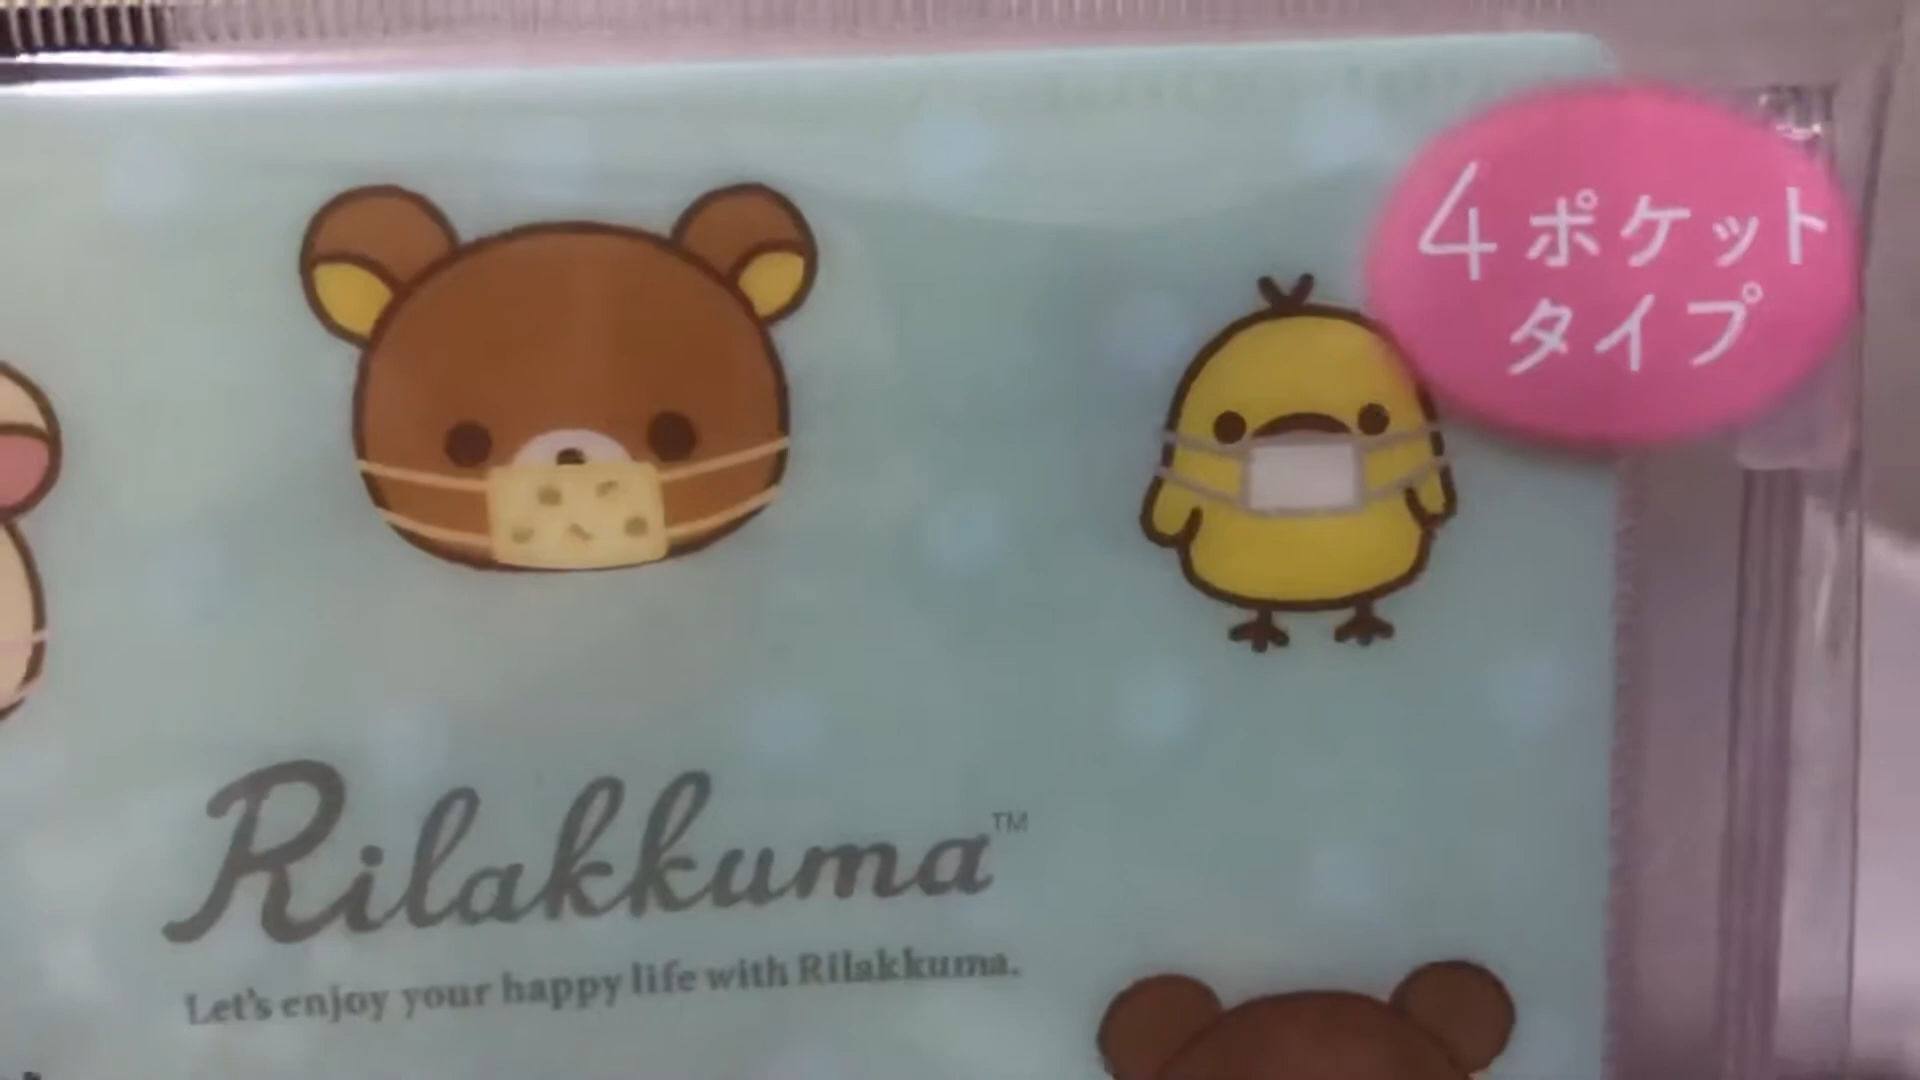 4ポケット
タイプ
Rilakkuma™
Let's enjoy your happy life with Rilakkuma.